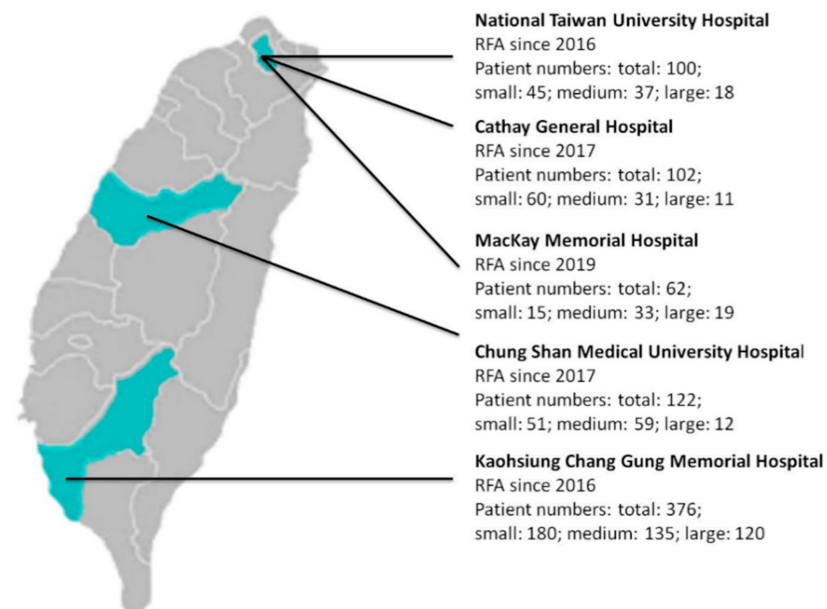 National Taiwan University Hospital
RFA since 2016
Patient numbers: total: 100;
small: 45; medium: 37; large: 18
Cathay General Hospital
RFA since 2017
Patient numbers: total: 102;
small: 60; medium: 31; large: 11
MacKay Memorial Hospital
RFA since 2019
Patient numbers: total: 62;
small: 15; medium: 33; large: 19
Chung Shan Medical University Hospital
RFA since 2017
Patient numbers: total: 122;
small: 51; medium: 59; large: 12
Kaohsiung Chang Gung Memorial Hospital
RFA since 2016
Patient numbers: total: 376;
small: 180; medium: 135; large: 120